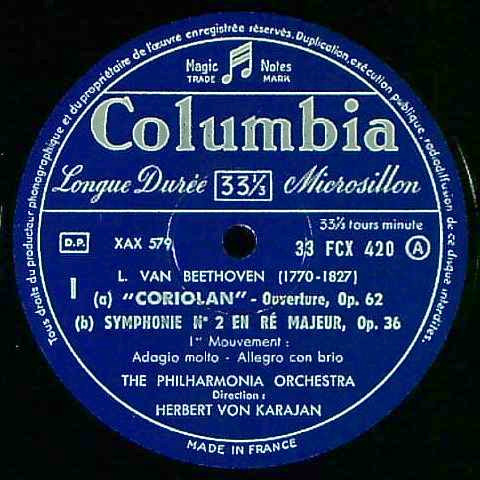 Tous droits du producteur phonographique et du propriétaire de l'œuvre enregistrée réservés. Duplication, exécution publique, radiodiffusion de ce disque interdites.
Magic Notes
TRADE MARK
Columbia
Longue Durée 33⅓ Microsillon
33⅓ tours minute
D.P. XAX 579 33 FCX 420 A
L. VAN BEETHOVEN (1770-1827)
I (a) "CORIOLAN" - Ouverture, Op. 62
(b) SYMPHONIE N° 2 EN RÉ MAJEUR, Op. 36
1er Mouvement :
Adagio molto - Allegro con brio
THE PHILHARMONIA ORCHESTRA
Direction :
HERBERT VON KARAJAN
MADE IN FRANCE